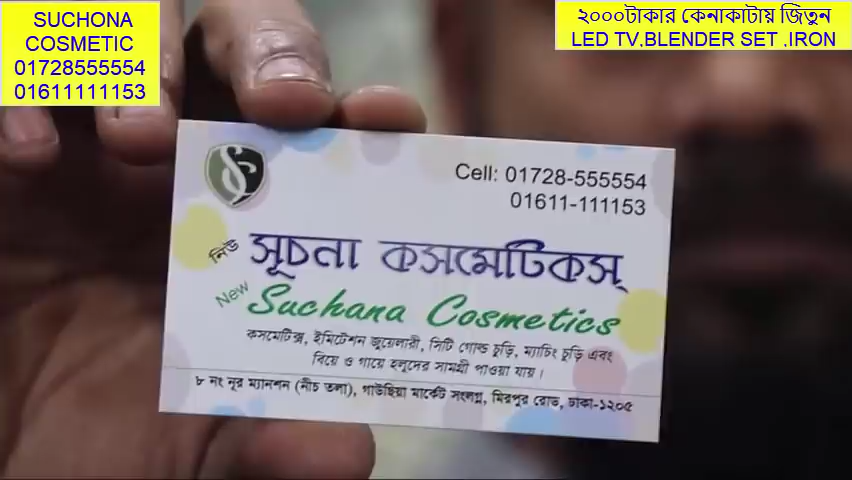 SUCHONA
COSMETIC
01728555554
01611111153
২০০০টাকার কেনাকাটায় জিতুন
LED TV,BLENDER SET ,IRON
SC
Cell: 01728-555554
01611-111153
নিউ
সূচনা কসমেটিকস্
New
Suchana Cosmetics
কসমেটিক্স, ইমিটেশন জুয়েলারী, সিটি গোল্ড চুড়ি, ম্যাচিং চুড়ি এবং
বিয়ে ও গায়ে হলুদের সামগ্রী পাওয়া যায়।
৮ নং নূর ম্যানশন (নীচ তলা), গাউছিয়া মার্কেট সংলগ্ন, মিরপুর রোড, ঢাকা-১২০৫